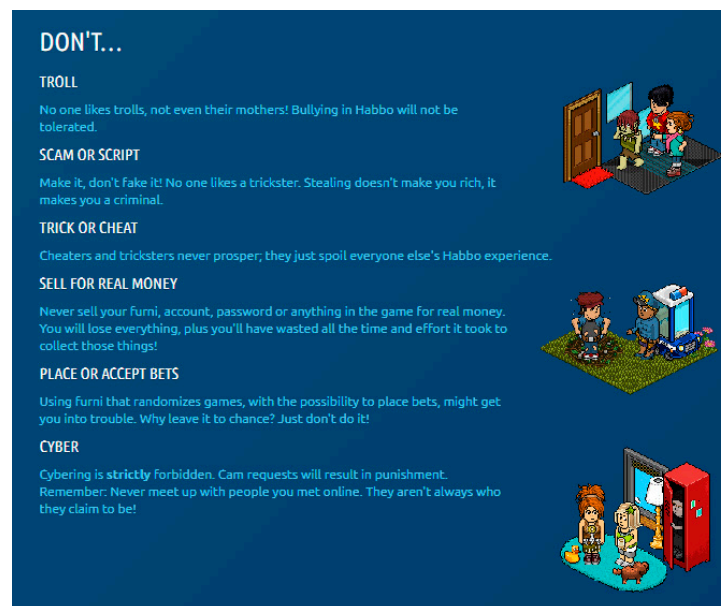 DON'T...
TROLL
No one likes trolls, not even their mothers! Bullying in Habbo will not be
tolerated.
SCAM OR SCRIPT
Make it, don't fake it! No one likes a trickster. Stealing doesn't make you rich, it
makes you a criminal.
TRICK OR CHEAT
Cheaters and tricksters never prosper; they just spoil everyone else's Habbo experience.
SELL FOR REAL MONEY
Never sell your furni, account, password or anything in the game for real money.
You will lose everything, plus you'll have wasted all the time and effort it took to
collect those things!
PLACE OR ACCEPT BETS
Using furni that randomizes games, with the possibility to place bets, might get
you into trouble. Why leave it to chance? Just don't do it!
CYBER
Cybering is strictly forbidden. Cam requests will result in punishment.
Remember: Never meet up with people you met online. They aren't always who
they claim to be!